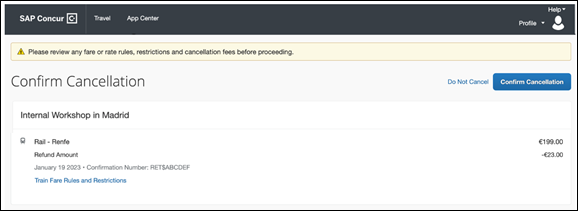 Help
SAP Concur C Travel App Center Profile
Please review any fare or rate rules, restrictions and cancellation fees before proceeding.
Confirm Cancellation Do Not Cancel Confirm Cancellation
Internal Workshop in Madrid
Rail - Renfe €199.00
Refund Amount -€23.00
January 19 2023 • Confirmation Number: RET$ABCDEF
Train Fare Rules and Restrictions